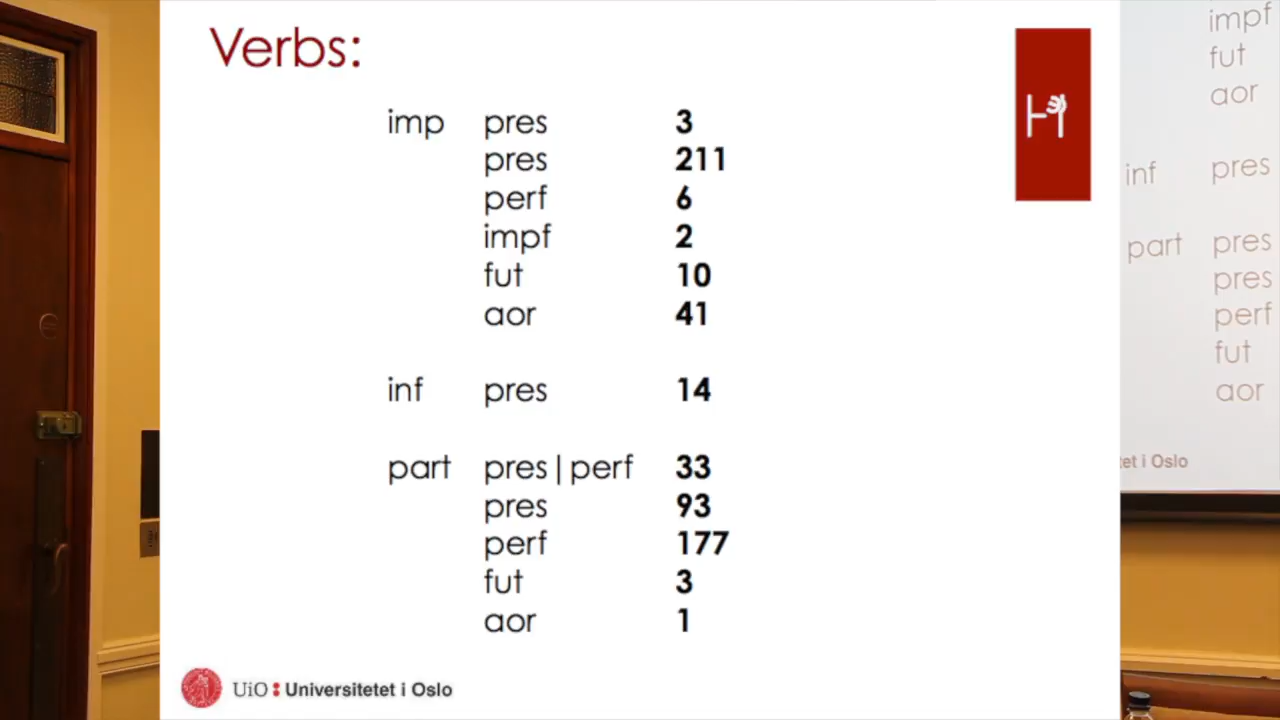 Verbs:
imp pres 3
pres 211
perf 6
impf 2
fut 10
aor 41
inf pres 14
part pres|perf 33
pres 93
perf 177
fut 3
aor 1
UiO : Universitetet i Oslo
impf
fut
aor
inf pres
part pres
pres
perf
fut
aor
tet i Oslo